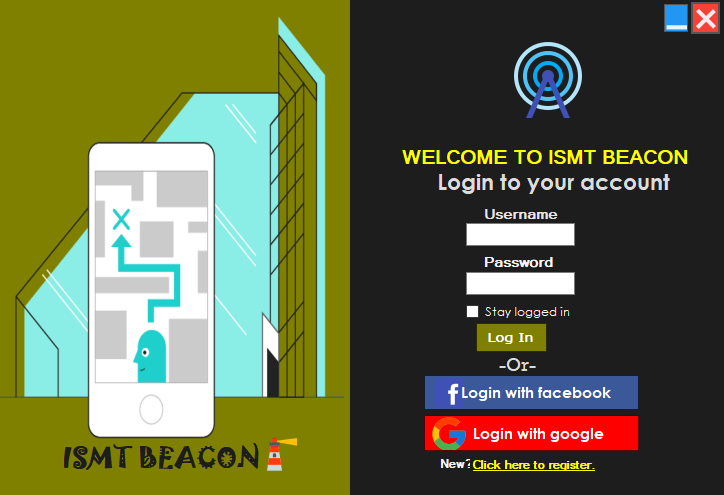 WELCOME TO ISMT BEACON
Login to your account
Username
Password
Stay logged in
Log In
-Or-
f Login with facebook
G Login with google
New? Click here to register.
ISMT BEACON